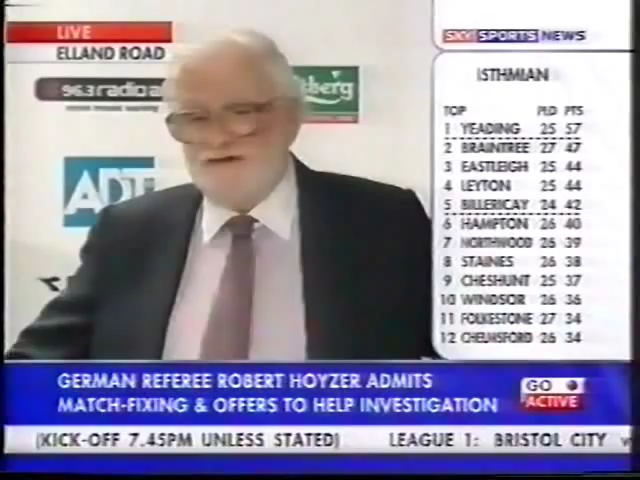 LIVE
ELLAND ROAD
96.3 radio a
ADT
SKY SPORTS NEWS
ISTHMIAN
TOP PLD PTS
1 YEADING 25 57
2 BRAINTREE 27 47
3 EASTLEIGH 25 44
4 LEYTON 25 44
5 BILLERICAY 24 42
6 HAMPTON 26 40
7 NORTHWOOD 26 39
8 STAINES 26 38
9 CHESHUNT 25 37
10 WINDSOR 26 36
11 FOLKESTONE 27 34
12 CHELMSFORD 26 34
GERMAN REFEREE ROBERT HOYZER ADMITS
MATCH-FIXING & OFFERS TO HELP INVESTIGATION
GO
ACTIVE
(KICK-OFF 7.45PM UNLESS STATED) LEAGUE 1: BRISTOL CITY v